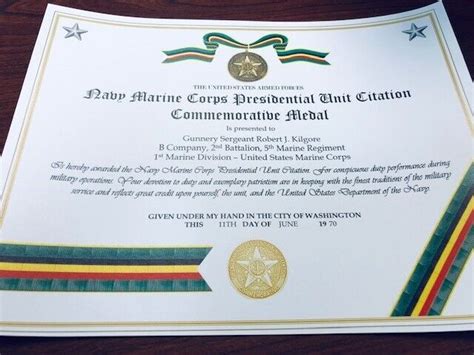 THE UNITED STATES ARMED FORCES
Navy Marine Corps Presidential Unit Citation
Commemorative Medal
Is presented to
Gunnery Sergeant Robert J. Kilgore
B Company, 2nd Battalion, 5th Marine Regiment
1st Marine Division – United States Marine Corps
Is hereby awarded the Navy Marine Corps Presidential Unit Citation. For conspicuous duty performance during
military operations. Your devotion to duty and exemplary patriotism are in keeping with the finest traditions of the military
service and reflects great credit upon yourself, the unit, and the United States Department of the Navy.
GIVEN UNDER MY HAND IN THE CITY OF WASHINGTON
THIS 11TH DAY OF JUNE 1970